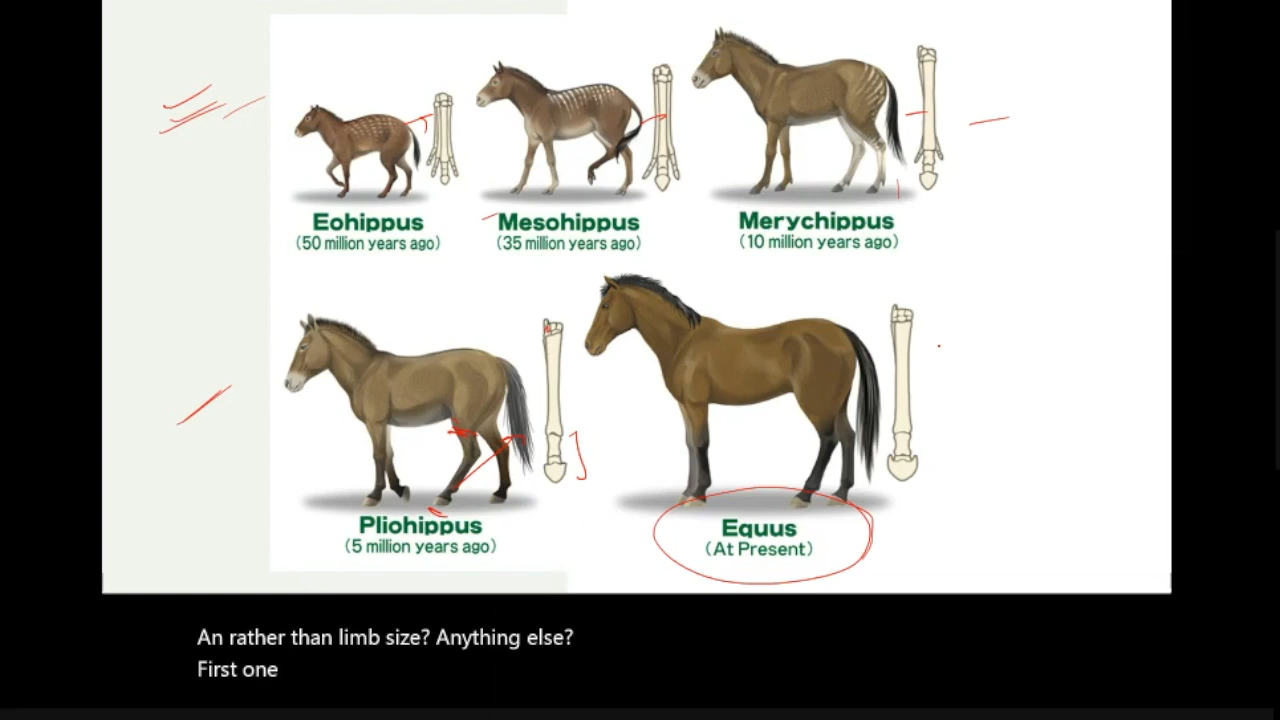 Eohippus
(50 million years ago)
Mesohippus
(35 million years ago)
Merychippus
(10 million years ago)
Pliohippus
(5 million years ago)
Equus
(At Present)
An rather than limb size? Anything else?
First one